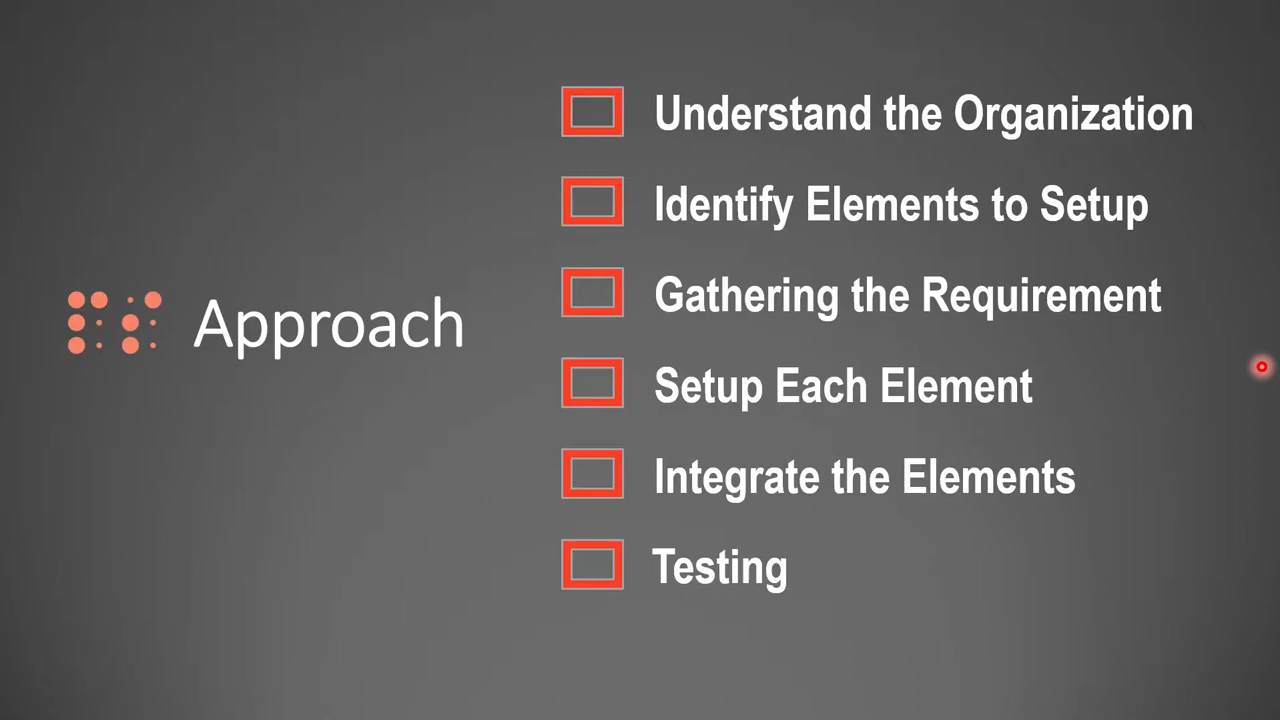 Approach
Understand the Organization
Identify Elements to Setup
Gathering the Requirement
Setup Each Element
Integrate the Elements
Testing